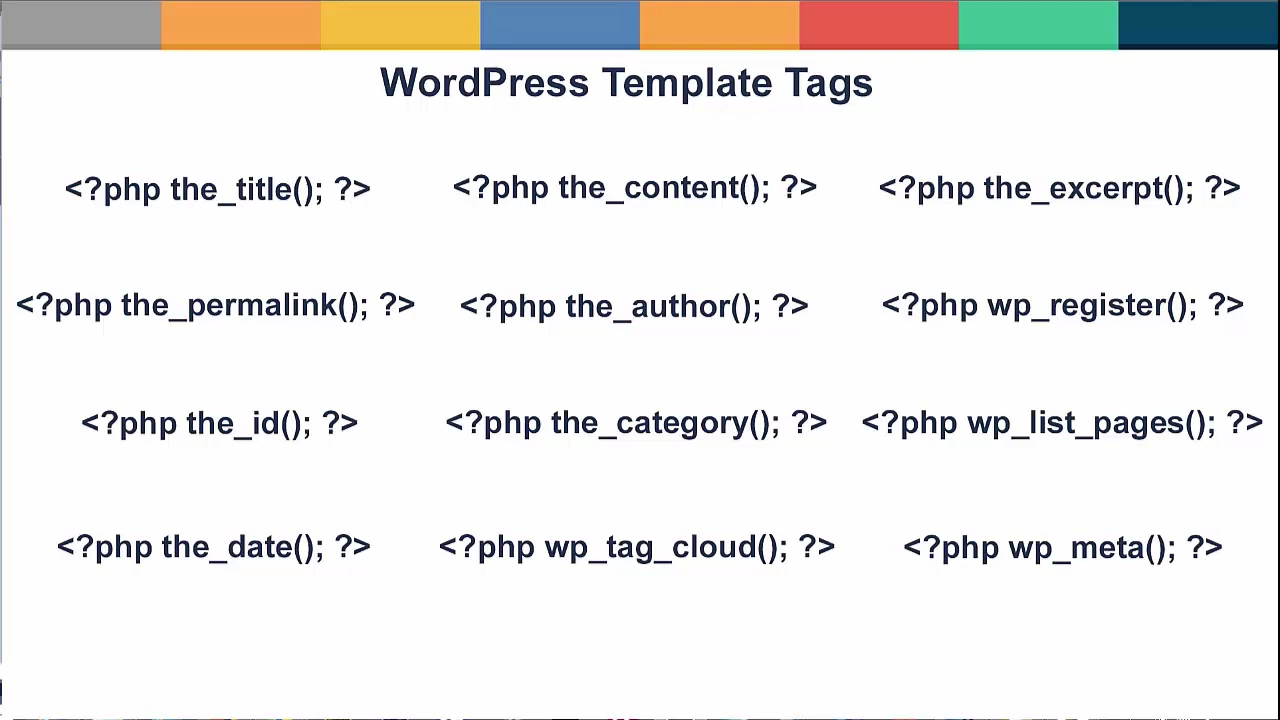 WordPress Template Tags
<?php the_title(); ?> <?php the_content(); ?> <?php the_excerpt(); ?>
<?php the_permalink(); ?> <?php the_author(); ?> <?php wp_register(); ?>
<?php the_id(); ?> <?php the_category(); ?> <?php wp_list_pages(); ?>
<?php the_date(); ?> <?php wp_tag_cloud(); ?> <?php wp_meta(); ?>